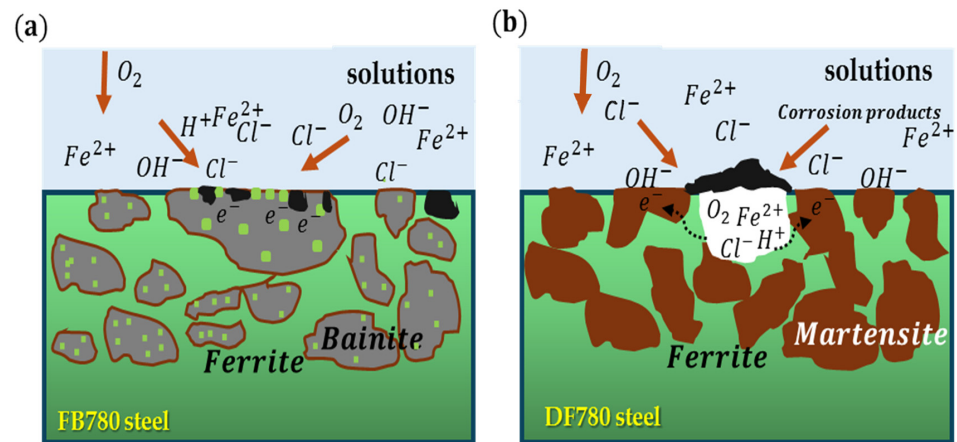 (a)
O₂
solutions
H⁺
Fe²⁺
Cl⁻
Cl⁻
O₂
OH⁻
Fe²⁺
Fe²⁺
OH⁻
Cl⁻
Cl⁻
e⁻
e⁻
e⁻
Bainite
Ferrite
FB780 steel
(b)
O₂
solutions
Cl⁻
Fe²⁺
Cl⁻
Corrosion products
Fe²⁺
Fe²⁺
Cl⁻
OH⁻
OH⁻
e⁻
e⁻
O₂ Fe²⁺
Cl⁻ H⁺
Martensite
Ferrite
DF780 steel